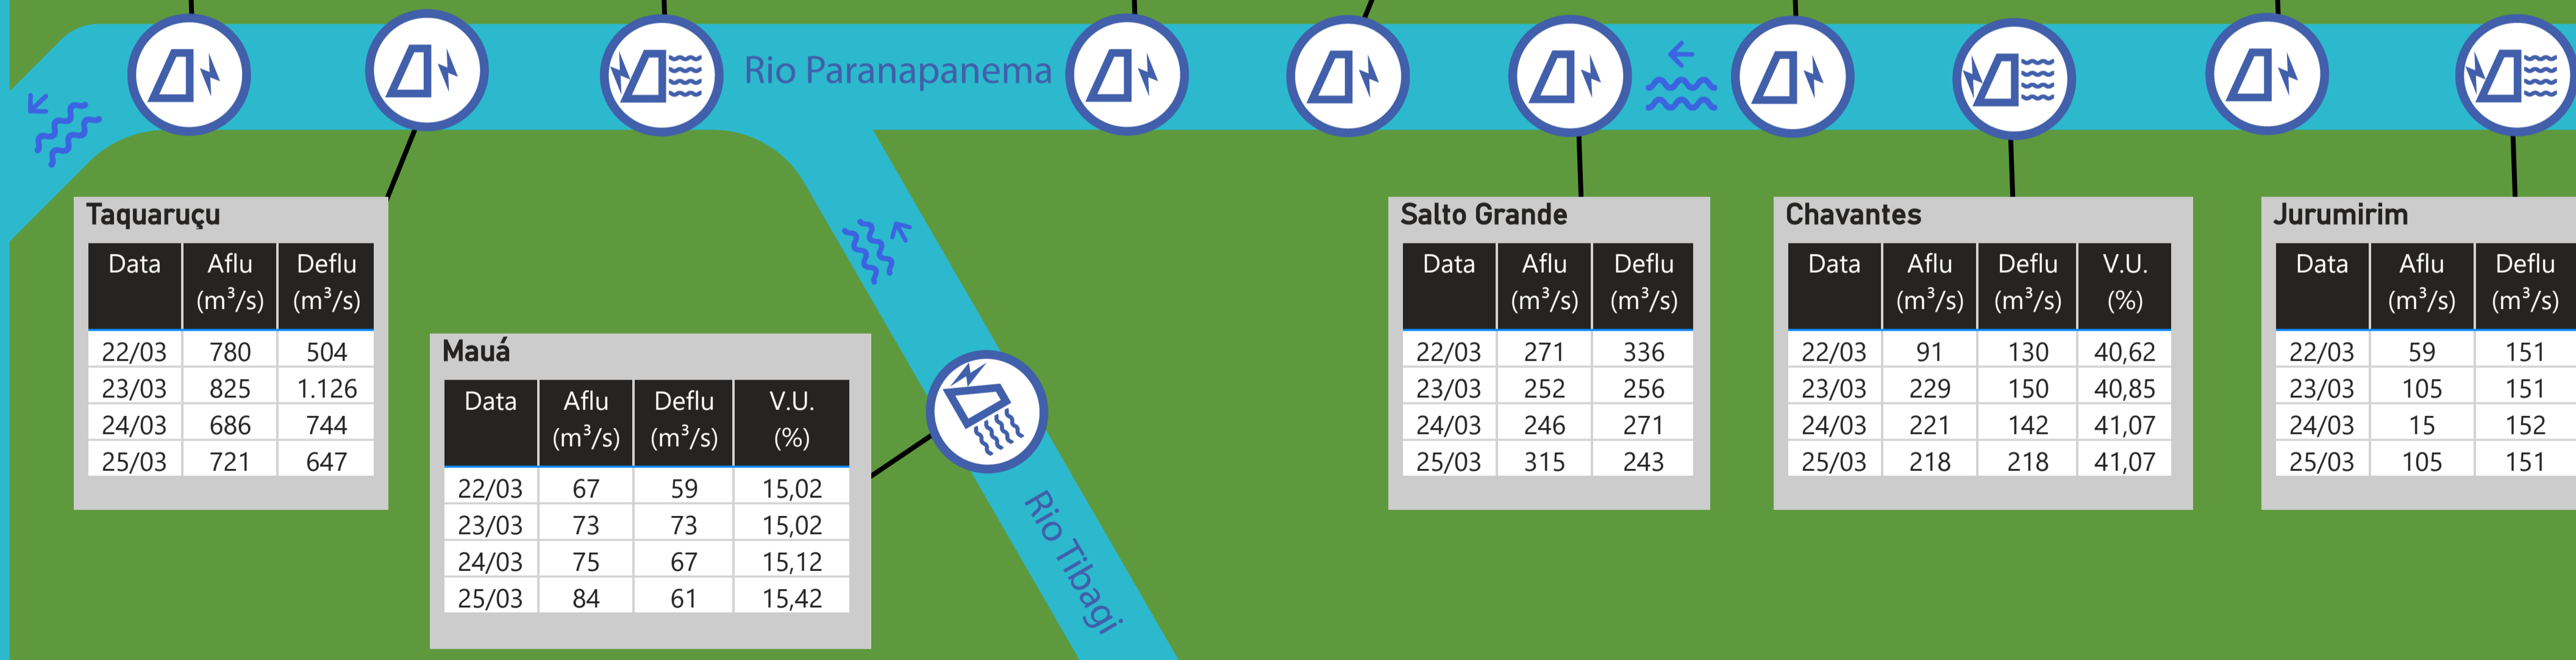 Rio Paranapanema
Taquaruçu
Data Aflu (m³/s) Deflu (m³/s)
22/03 780 504
23/03 825 1.126
24/03 686 744
25/03 721 647
Mauá
Data Aflu (m³/s) Deflu (m³/s) V.U. (%)
22/03 67 59 15,02
23/03 73 73 15,02
24/03 75 67 15,12
25/03 84 61 15,42
Rio Tibagi
Salto Grande
Data Aflu (m³/s) Deflu (m³/s)
22/03 271 336
23/03 252 256
24/03 246 271
25/03 315 243
Chavantes
Data Aflu (m³/s) Deflu (m³/s) V.U. (%)
22/03 91 130 40,62
23/03 229 150 40,85
24/03 221 142 41,07
25/03 218 218 41,07
Jurumirim
Data Aflu (m³/s) Deflu (m³/s)
22/03 59 151
23/03 105 151
24/03 15 152
25/03 105 151